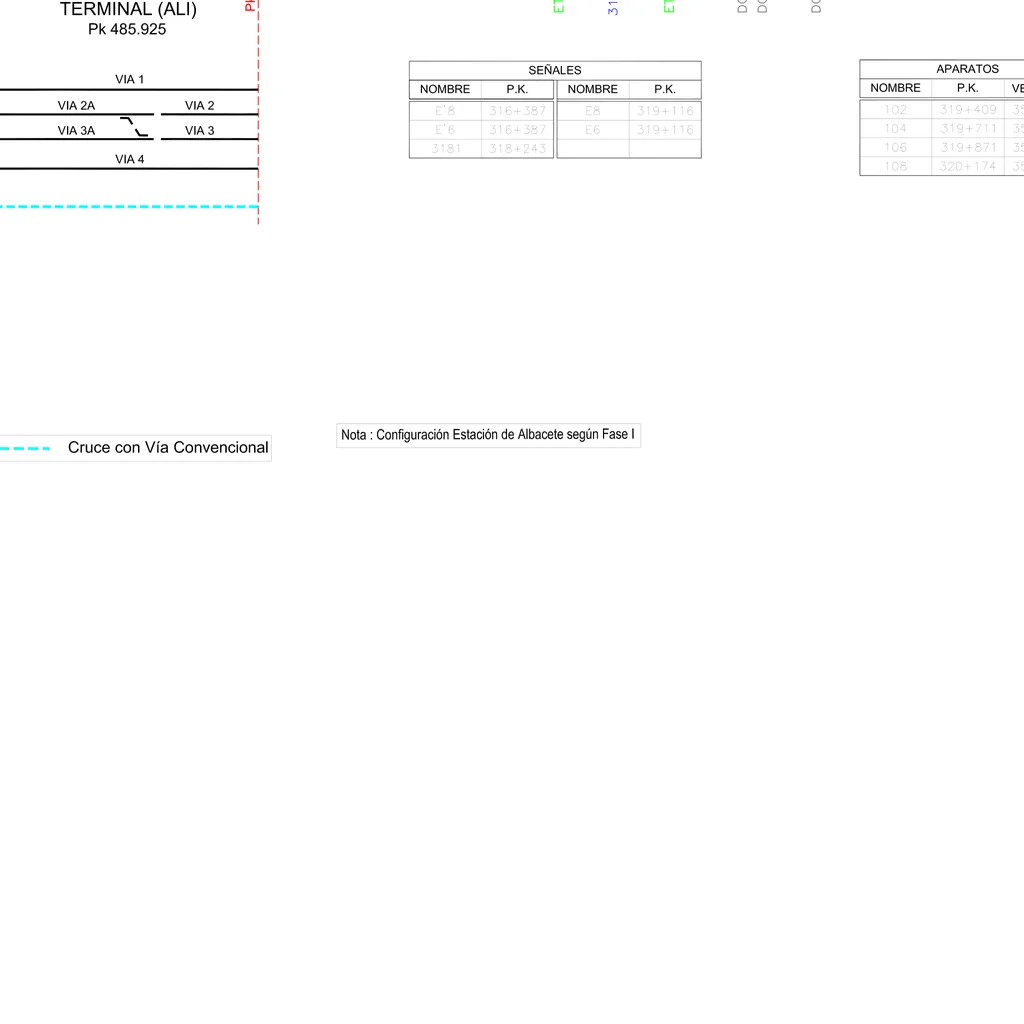 TERMINAL (ALI)
Pk 485.925
VIA 1
VIA 2A VIA 2
VIA 3A VIA 3
VIA 4
SEÑALES
NOMBRE P.K. NOMBRE P.K.
E'8 316+387 E8 319+116
E'6 316+387 E6 319+116
3181 318+243
APARATOS
NOMBRE P.K.
102 319+409
104 319+711
106 319+871
108 320+174
Cruce con Vía Convencional
Nota : Configuración Estación de Albacete según Fase I